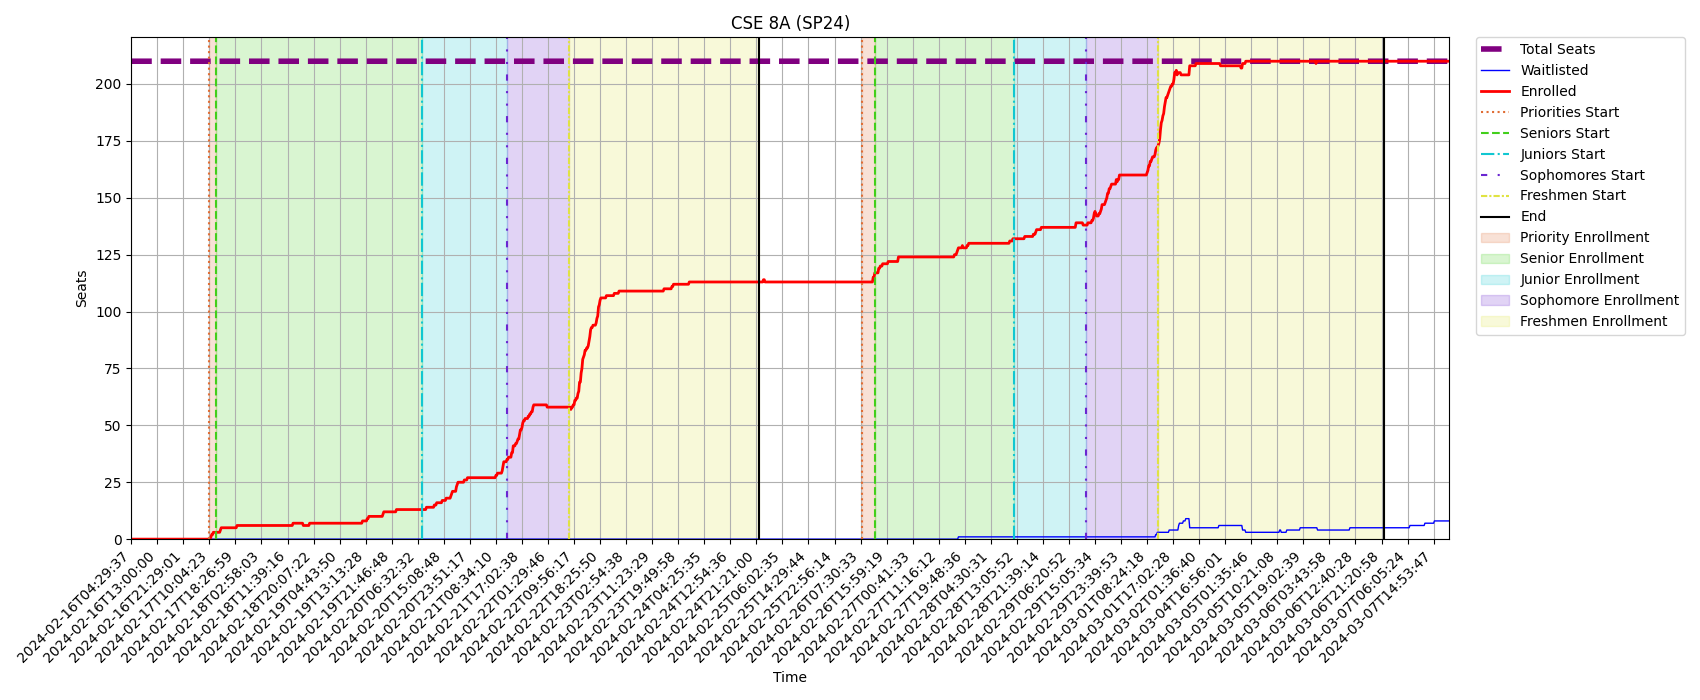 CSE 8A (SP24)
Seats
200
175
150
125
100
75
50
25
0
2024-02-16T04:29:37
2024-02-16T13:00:00
2024-02-16T21:29:01
2024-02-17T10:04:23
2024-02-17T18:26:59
2024-02-18T02:58:03
2024-02-18T11:39:16
2024-02-18T20:07:22
2024-02-19T04:43:50
2024-02-19T13:13:28
2024-02-19T21:46:48
2024-02-20T06:32:32
2024-02-20T15:08:48
2024-02-20T23:51:17
2024-02-21T08:34:10
2024-02-21T17:02:38
2024-02-22T01:29:46
2024-02-22T09:56:17
2024-02-22T18:25:50
2024-02-23T02:54:38
2024-02-23T11:23:29
2024-02-23T19:49:58
2024-02-24T04:25:35
2024-02-24T12:54:36
2024-02-24T21:21:00
2024-02-25T06:02:35
2024-02-25T14:29:44
2024-02-25T22:56:14
2024-02-26T07:30:33
2024-02-26T15:59:19
2024-02-27T00:41:33
2024-02-27T11:16:12
2024-02-27T19:48:36
2024-02-28T04:30:31
2024-02-28T13:05:52
2024-02-28T21:39:14
2024-02-29T06:20:52
2024-02-29T15:05:34
2024-02-29T23:39:53
2024-03-01T08:24:18
2024-03-01T17:02:28
2024-03-02T01:36:40
2024-03-04T16:56:01
2024-03-05T01:35:46
2024-03-05T10:21:08
2024-03-05T19:02:39
2024-03-06T03:43:58
2024-03-06T12:40:28
2024-03-06T21:20:58
2024-03-07T06:05:24
2024-03-07T14:53:47
Time
Total Seats
Waitlisted
Enrolled
Priorities Start
Seniors Start
Juniors Start
Sophomores Start
Freshmen Start
End
Priority Enrollment
Senior Enrollment
Junior Enrollment
Sophomore Enrollment
Freshmen Enrollment